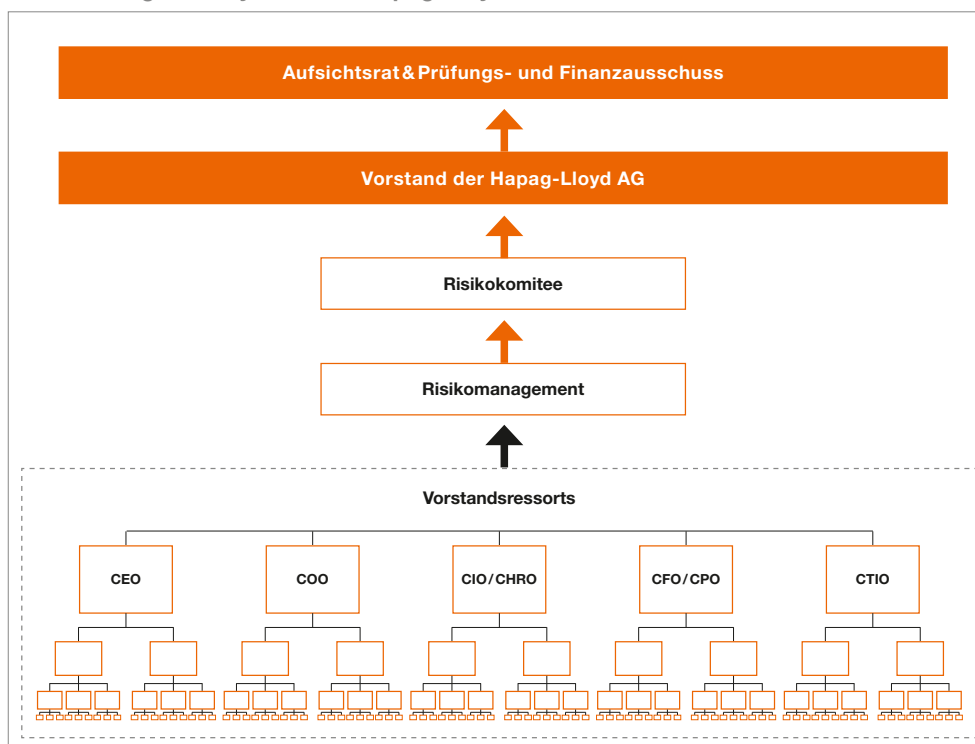 Aufsichtsrat & Prüfungs- und Finanzausschuss
Vorstand der Hapag-Lloyd AG
Risikokomitee
Risikomanagement
Vorstandsressorts
CEO
COO
CIO / CHRO
CFO / CPO
CTIO